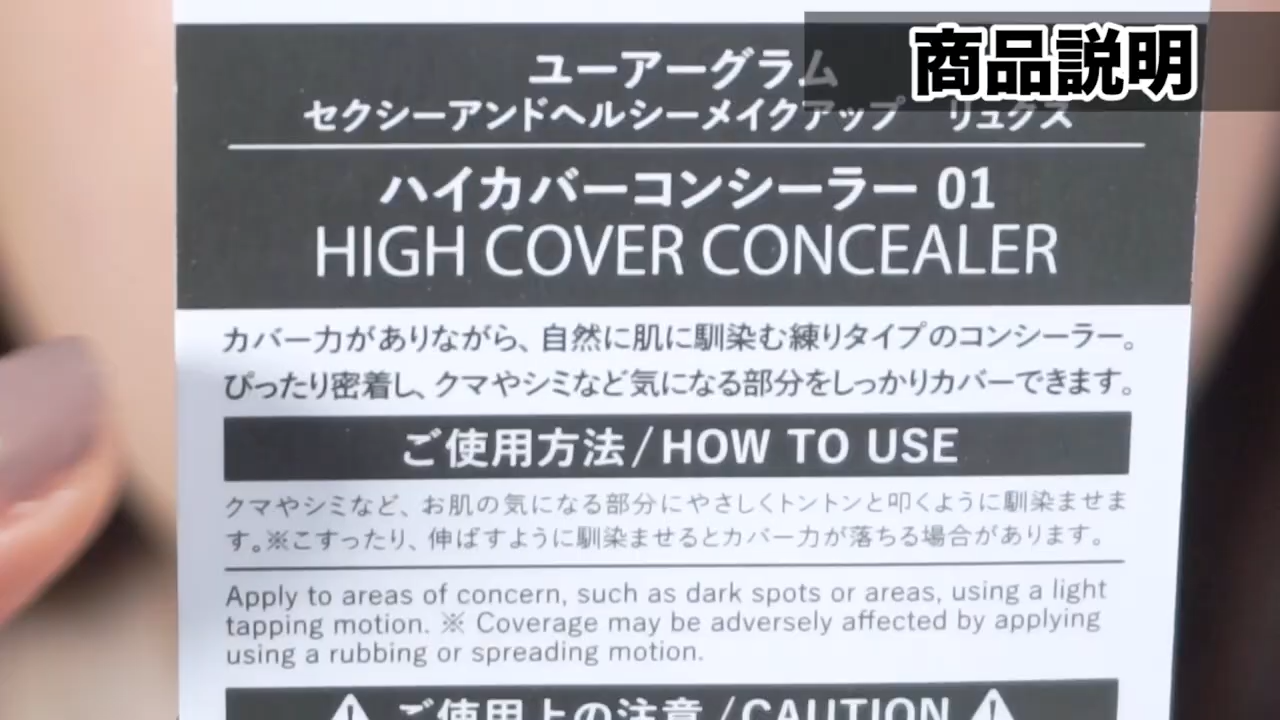 商品説明
ユーアーグラム
セクシーアンドヘルシーメイクアップ リュクス
ハイカバーコンシーラー 01
HIGH COVER CONCEALER
カバー力がありながら、自然に肌に馴染む練りタイプのコンシーラー。
ぴったり密着し、クマやシミなど気になる部分をしっかりカバーできます。
ご使用方法/HOW TO USE
クマやシミなど、お肌の気になる部分にやさしくトントンと叩くように馴染ませま
す。※こすったり、伸ばすように馴染ませるとカバー力が落ちる場合があります。
Apply to areas of concern, such as dark spots or areas, using a light
tapping motion. ※ Coverage may be adversely affected by applying
using a rubbing or spreading motion.
ご使用上の注意/CAUTION